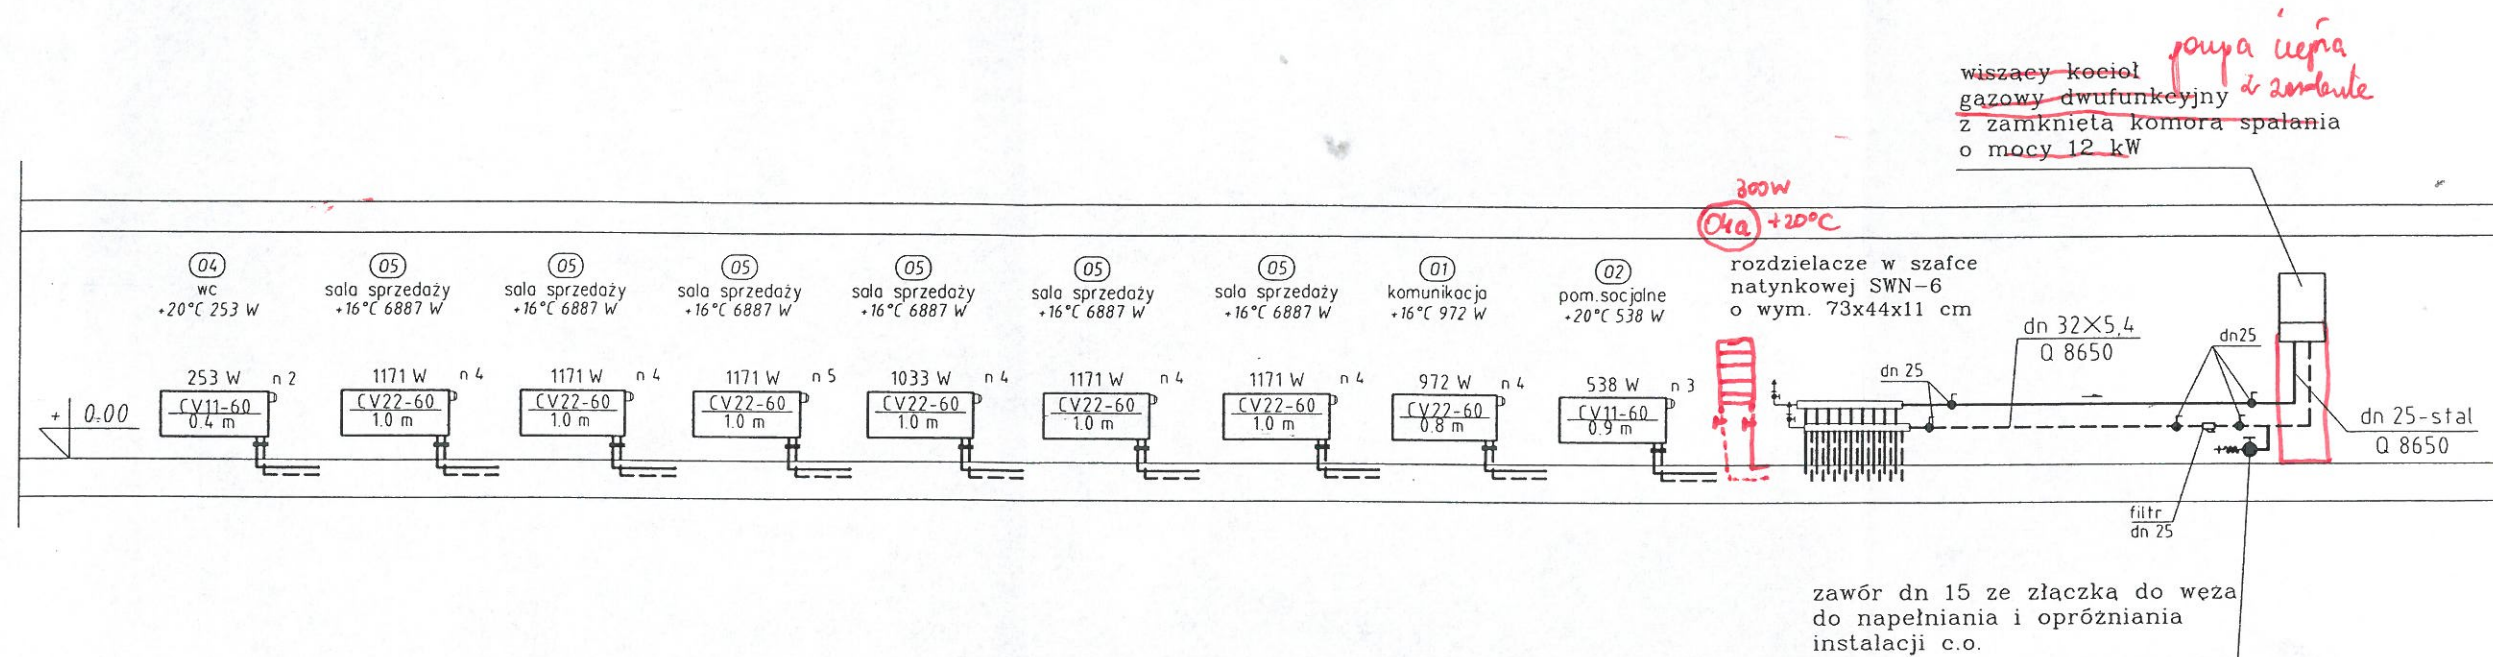 pompa ciepła
wiszący kocioł
gazowy dwufunkcyjny
z zamknieta komora spalania
o mocy 12 kW
300W
04a +20°C
04
wc
+20°C 253 W
05
sala sprzedaży
+16°C 6887 W
05
sala sprzedaży
+16°C 6887 W
05
sala sprzedaży
+16°C 6887 W
05
sala sprzedaży
+16°C 6887 W
05
sala sprzedaży
+16°C 6887 W
05
sala sprzedaży
+16°C 6887 W
01
komunikacja
+16°C 972 W
02
pom.socjalne
+20°C 538 W
rozdzielacze w szafce
natynkowej SWN-6
o wym. 73x44x11 cm
dn 32X5,4
Q 8650
dn25
dn 25
+ 0.00
253 W n 2
CV11-60
0.4 m
1171 W n 4
CV22-60
1.0 m
1171 W n 4
CV22-60
1.0 m
1171 W n 5
CV22-60
1.0 m
1033 W n 4
CV22-60
1.0 m
1171 W n 4
CV22-60
1.0 m
1171 W n 4
CV22-60
1.0 m
972 W n 4
CV22-60
0.8 m
538 W n 3
CV11-60
0.9 m
dn 25-stal
Q 8650
filtr
dn 25
zawór dn 15 ze złączką do węża
do napełniania i opróżniania
instalacji c.o.